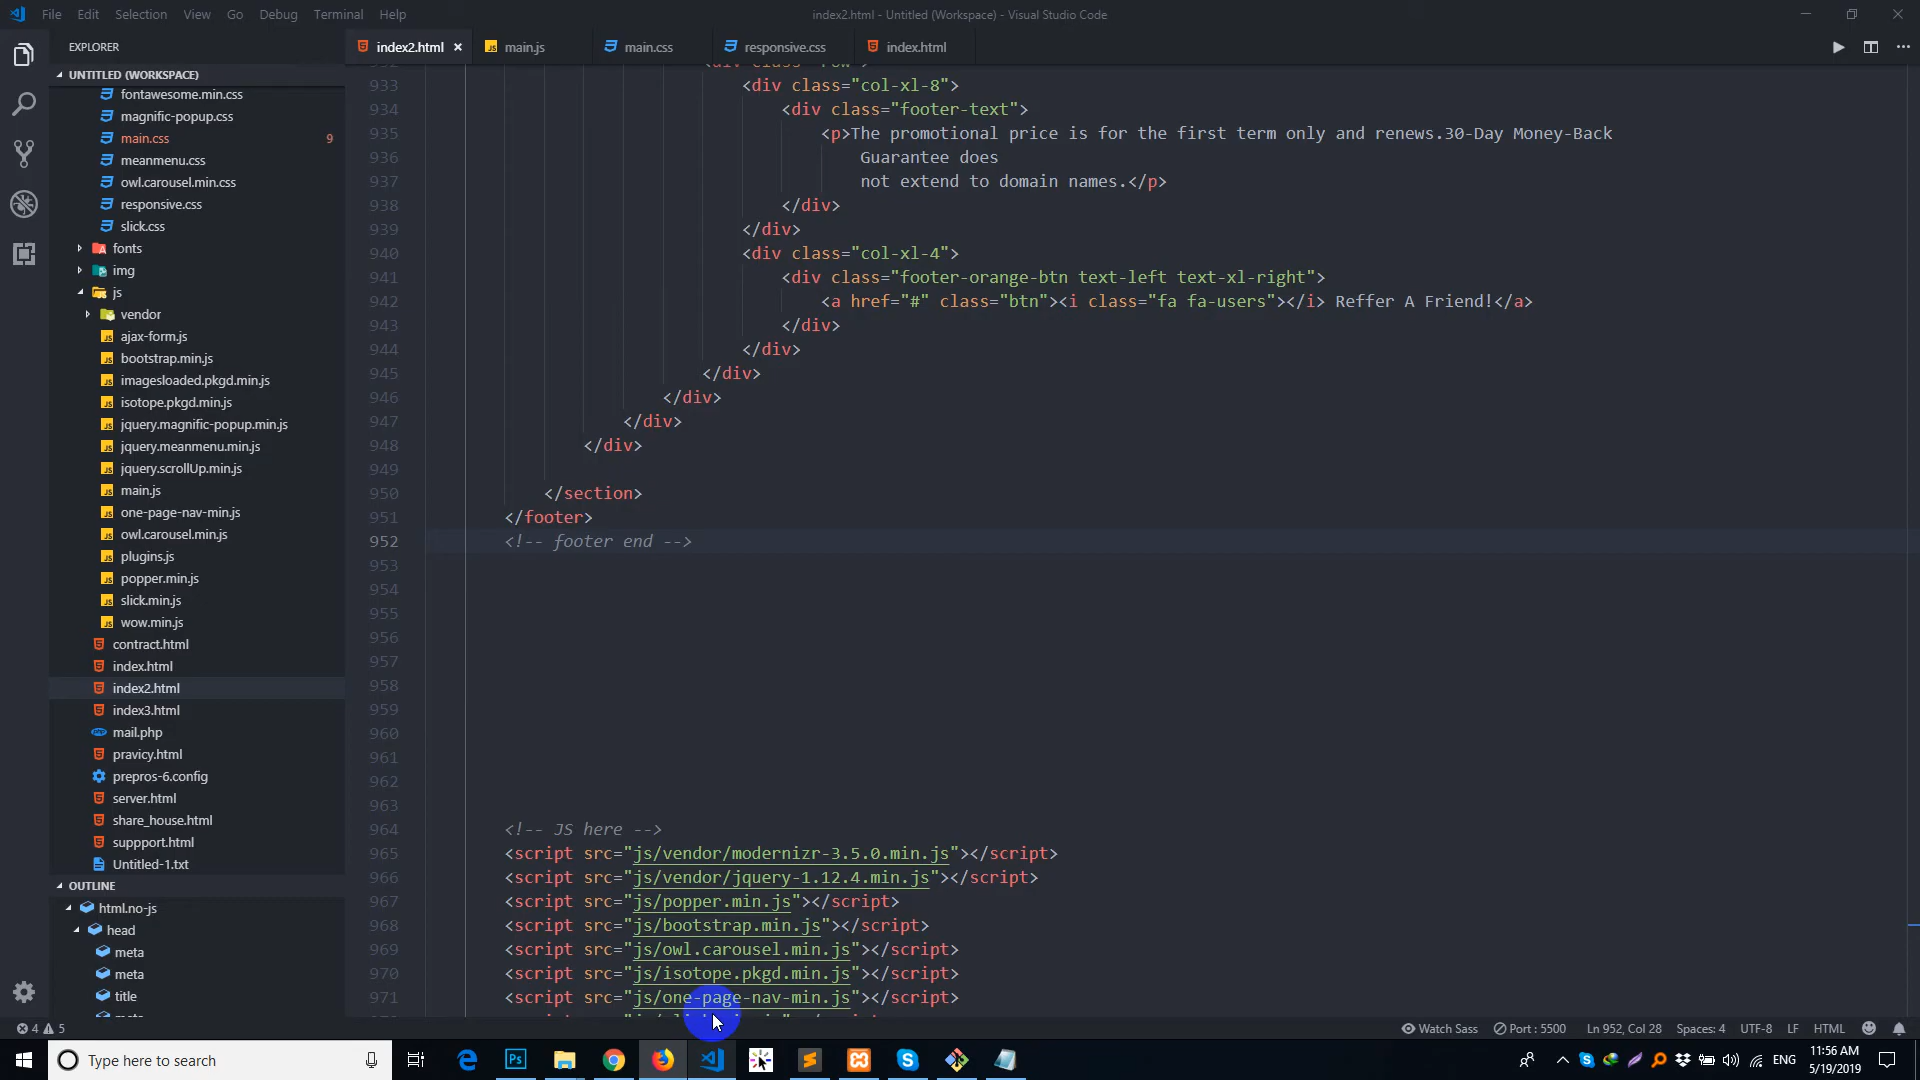 File Edit Selection View Go Debug Terminal Help
index2.html - Untitled (Workspace) - Visual Studio Code
EXPLORER
UNTITLED (WORKSPACE)
fontawesome.min.css
magnific-popup.css
main.css 9
meanmenu.css
owl.carousel.min.css
responsive.css
slick.css
fonts
img
js
vendor
ajax-form.js
bootstrap.min.js
imagesloaded.pkgd.min.js
isotope.pkgd.min.js
jquery.magnific-popup.min.js
jquery.meanmenu.min.js
jquery.scrollUp.min.js
main.js
one-page-nav-min.js
owl.carousel.min.js
plugins.js
popper.min.js
slick.min.js
wow.min.js
contract.html
index.html
index2.html
index3.html
mail.php
pravicy.html
prepros-6.config
server.html
share_house.html
suppport.html
Untitled-1.txt
OUTLINE
html.no-js
head
meta
meta
title
index2.html main.js main.css responsive.css index.html
933 <div class="col-xl-8">
934 <div class="footer-text">
935 <p>The promotional price is for the first term only and renews.30-Day Money-Back
936 Guarantee does
937 not extend to domain names.</p>
938 </div>
939 </div>
940 <div class="col-xl-4">
941 <div class="footer-orange-btn text-left text-xl-right">
942 <a href="#" class="btn"><i class="fa fa-users"></i> Reffer A Friend!</a>
943 </div>
944 </div>
945 </div>
946 </div>
947 </div>
948 </div>
949
950 </section>
951 </footer>
952 <!-- footer end -->
953
954
955
956
957
958
959
960
961
962
963
964 <!-- JS here -->
965 <script src="js/vendor/modernizr-3.5.0.min.js"></script>
966 <script src="js/vendor/jquery-1.12.4.min.js"></script>
967 <script src="js/popper.min.js"></script>
968 <script src="js/bootstrap.min.js"></script>
969 <script src="js/owl.carousel.min.js"></script>
970 <script src="js/isotope.pkgd.min.js"></script>
971 <script src="js/one-page-nav-min.js"></script>
4 5
Watch Sass Port : 5500 Ln 952, Col 28 Spaces: 4 UTF-8 LF HTML
Type here to search
Ps
ENG
11:56 AM
5/19/2019